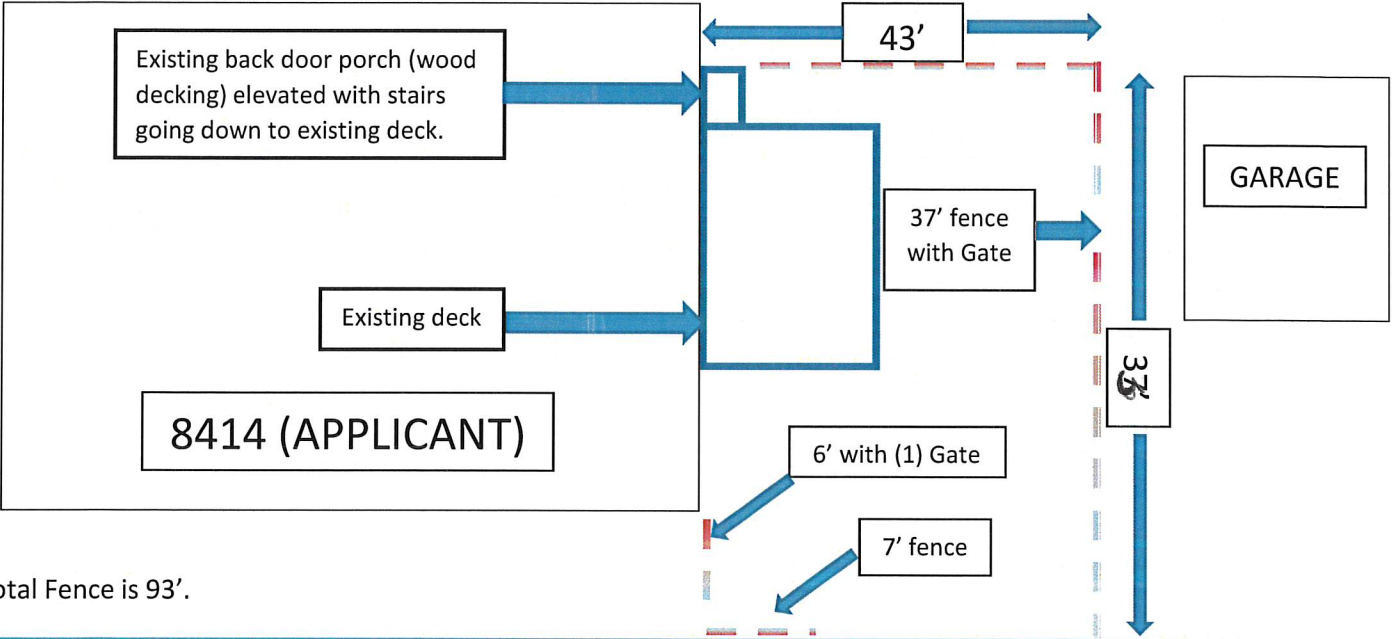 Existing back door porch (wood
decking) elevated with stairs
going down to existing deck.
43’
GARAGE
37’ fence
with Gate
Existing deck
8414 (APPLICANT)
6’ with (1) Gate
7’ fence
otal Fence is 93’.